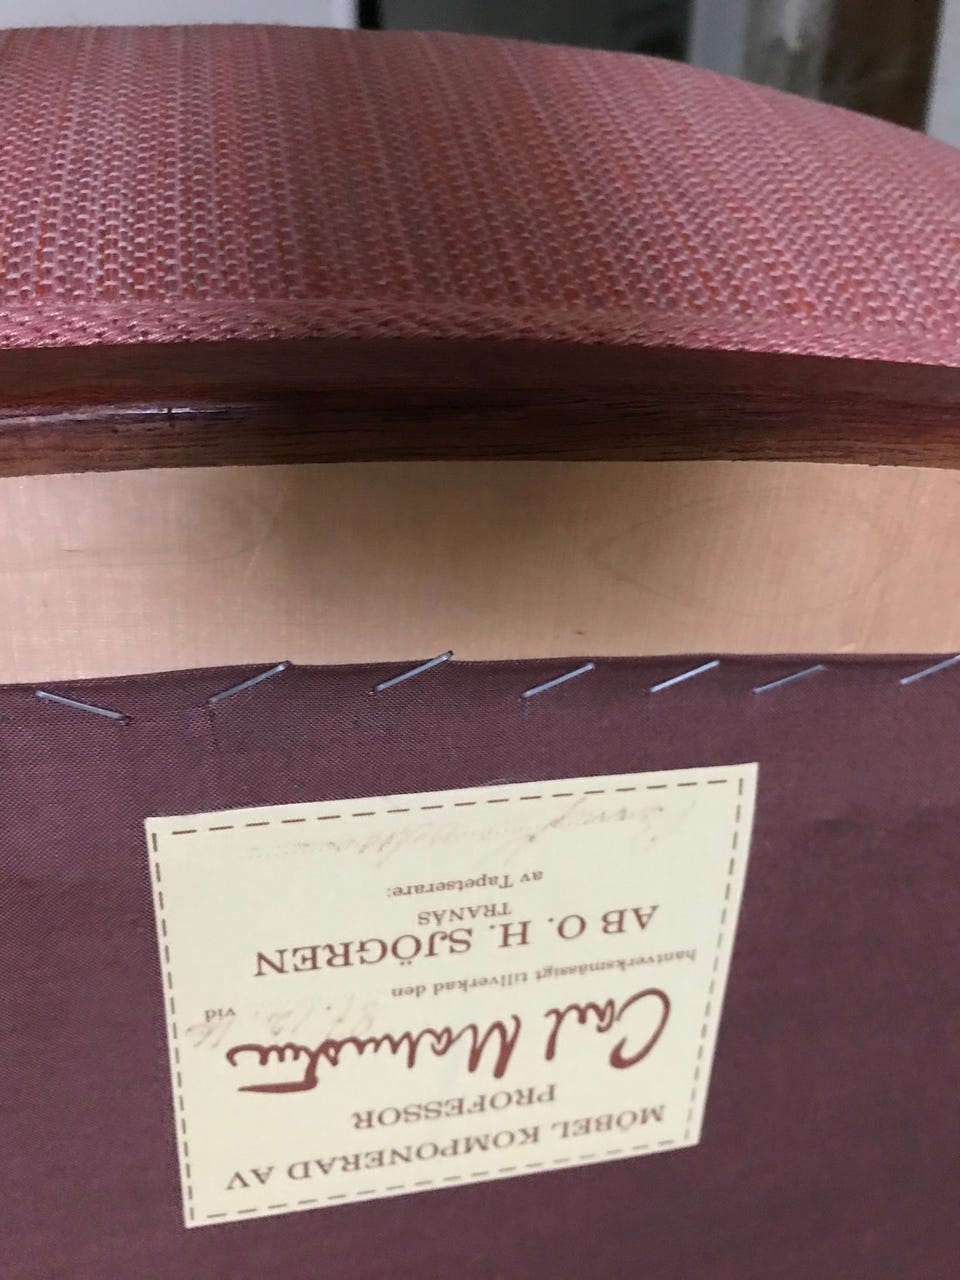 MÖBEL KOMPONERAD AV
PROFESSOR
Carl Malmsten
hantverksmässigt tillverkad den vid
AB O. H. SJÖGREN
TRANÅS
av Tapetserare: